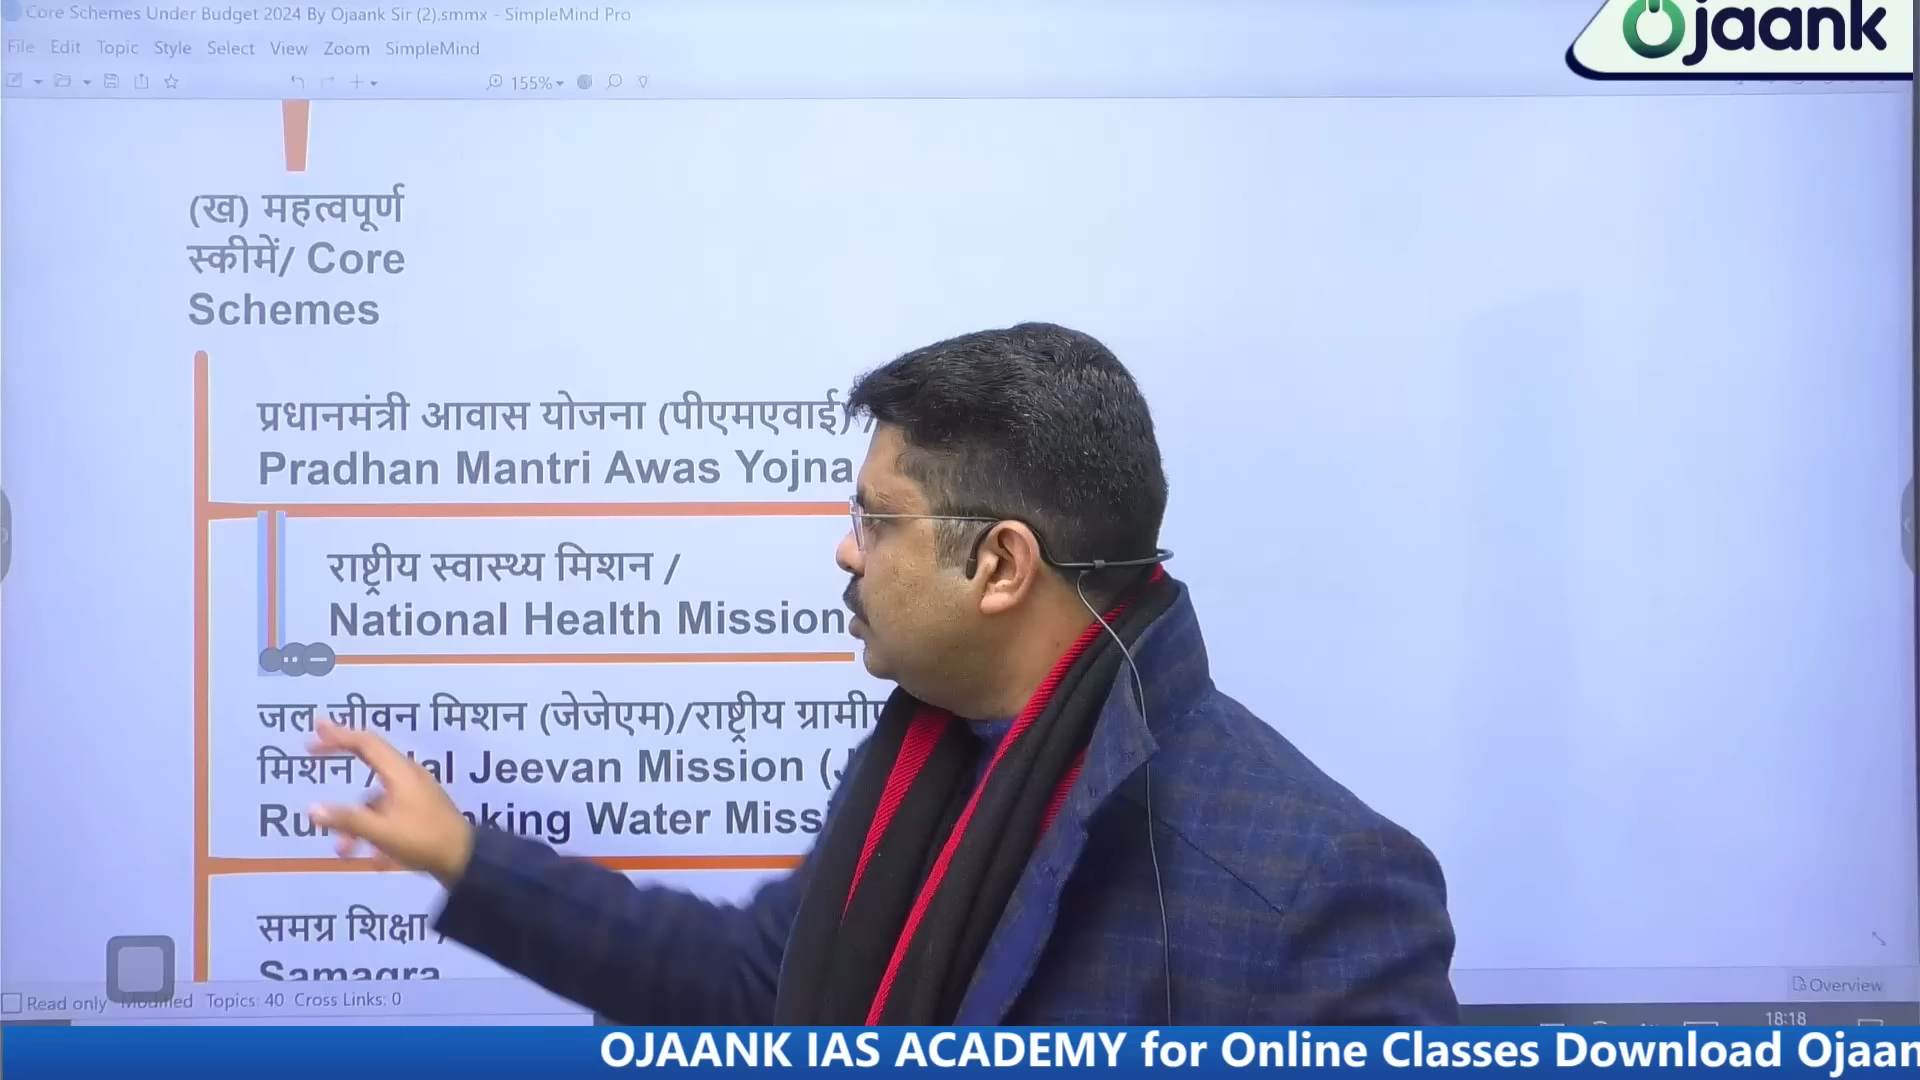 Core Schemes Under Budget 2024 By Ojaank Sir (2).smmx - SimpleMind Pro
Ojaank
File Edit Topic Style Select View Zoom SimpleMind
155%
(ख) महत्वपूर्ण
स्कीमें/ Core
Schemes
प्रधानमंत्री आवास योजना (पीएमएवाई) /
Pradhan Mantri Awas Yojna
राष्ट्रीय स्वास्थ्य मिशन /
National Health Mission
जल जीवन मिशन (जेजेएम)/राष्ट्रीय
मिशन / Jal Jeevan Mission (J
Water
समग्र शिक्षा /
Samagra
Read only Modified Topics: 40 Cross Links: 0
Overview
18:18
OJAANK IAS ACADEMY for Online Classes Download Ojaan